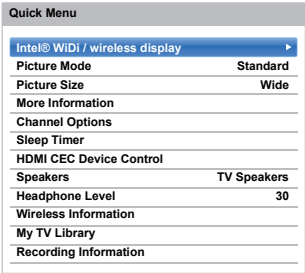 Quick Menu
Intel® WiDi / wireless display
Picture Mode Standard
Picture Size Wide
More Information
Channel Options
Sleep Timer
HDMI CEC Device Control
Speakers TV Speakers
Headphone Level 30
Wireless Information
My TV Library
Recording Information